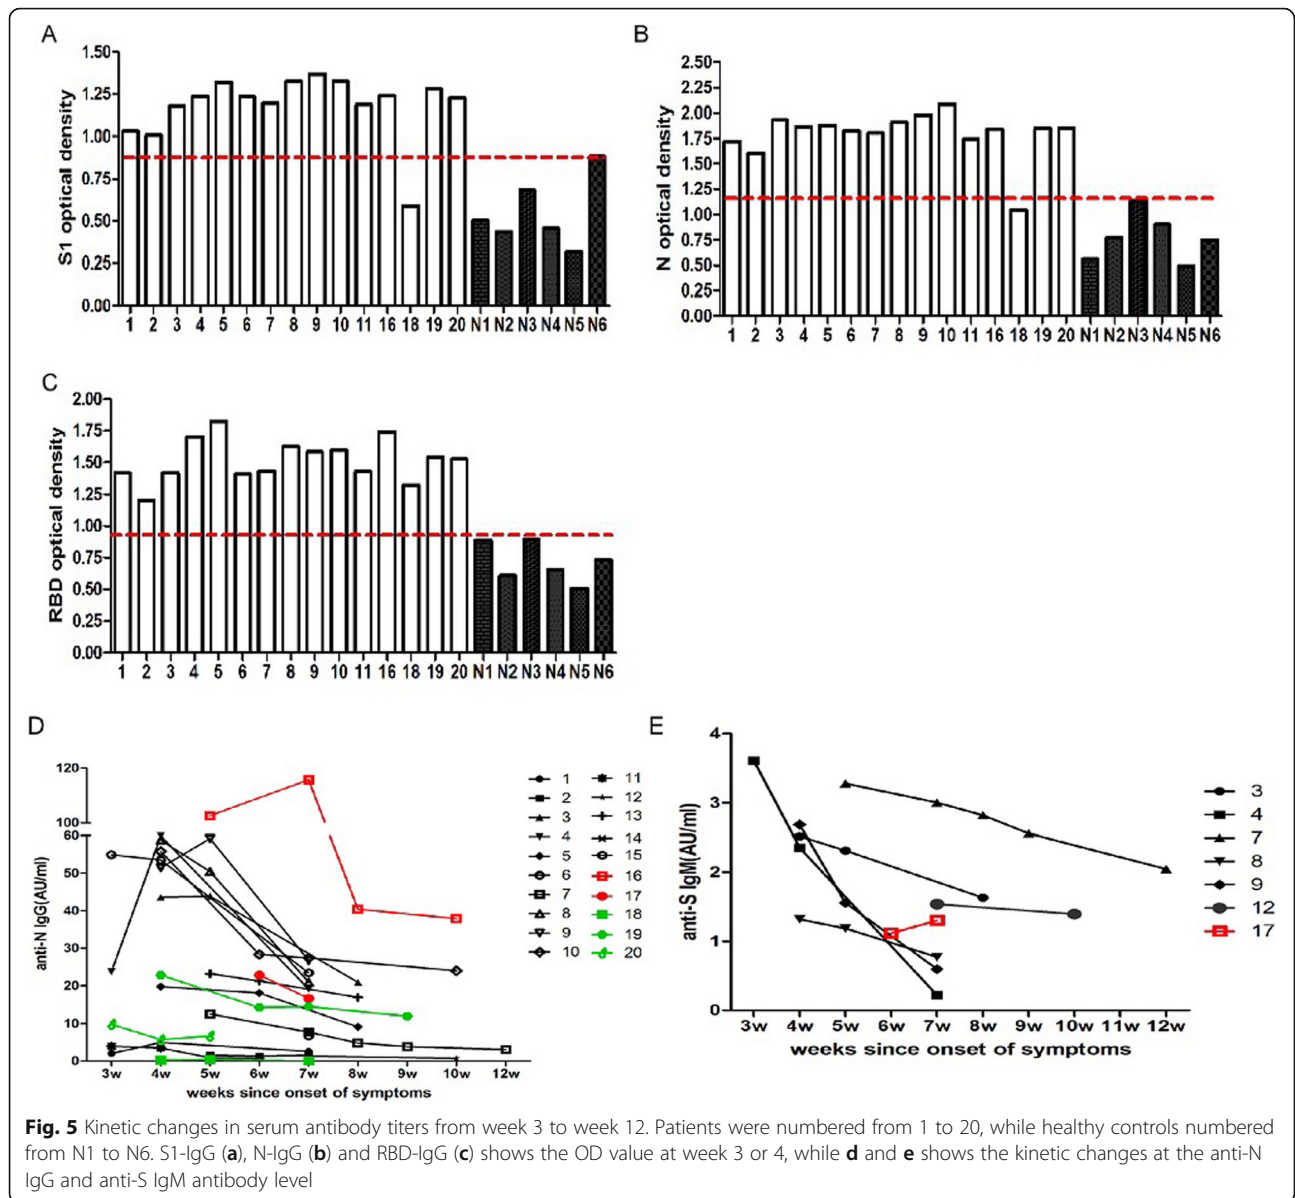 A
S1 optical density
1.50
1.25
1.00
0.75
0.50
0.25
0.00
1 2 3 4 5 6 7 8 9 10 11 16 18 19 20 N1 N2 N3 N4 N5 N6
B
N optical density
2.50
2.25
2.00
1.75
1.50
1.25
1.00
0.75
0.50
0.25
0.00
1 2 3 4 5 6 7 8 9 10 11 16 18 19 20 N1 N2 N3 N4 N5 N6
C
RBD optical density
2.00
1.75
1.50
1.25
1.00
0.75
0.50
0.25
0.00
1 2 3 4 5 6 7 8 9 10 11 16 18 19 20 N1 N2 N3 N4 N5 N6
D
anti-N IgG(AU/ml)
120
100
60
50
40
30
20
10
0
3w 4w 5w 6w 7w 8w 9w 10w 12w
weeks since onset of symptoms
1 11
2 12
3 13
4 14
5 15
6 16
7 17
8 18
9 19
10 20
E
anti-S IgM(AU/ml)
4
3
2
1
0
3w 4w 5w 6w 7w 8w 9w 10w 11w 12w
weeks since onset of symptoms
3
4
7
8
9
12
17
Fig. 5 Kinetic changes in serum antibody titers from week 3 to week 12. Patients were numbered from 1 to 20, while healthy controls numbered
from N1 to N6. S1-IgG (a), N-IgG (b) and RBD-IgG (c) shows the OD value at week 3 or 4, while d and e shows the kinetic changes at the anti-N
IgG and anti-S IgM antibody level